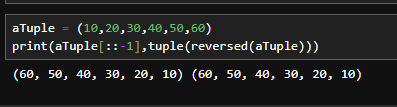 aTuple = (10,20,30,40,50,60)
print(aTuple[::-1],tuple(reversed(aTuple)))
(60, 50, 40, 30, 20, 10) (60, 50, 40, 30, 20, 10)